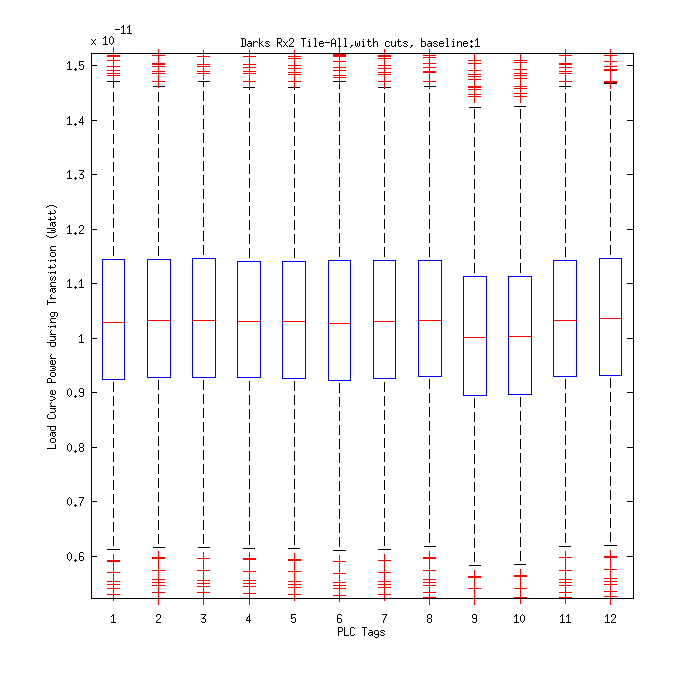 x 10^-11
Darks Rx2 Tile-All,with cuts, baseline:1
1.5
1.4
1.3
1.2
1.1
1
0.9
0.8
0.7
0.6
Load Curve Power during Transition (Watt)
1 2 3 4 5 6 7 8 9 10 11 12
PLC Tags